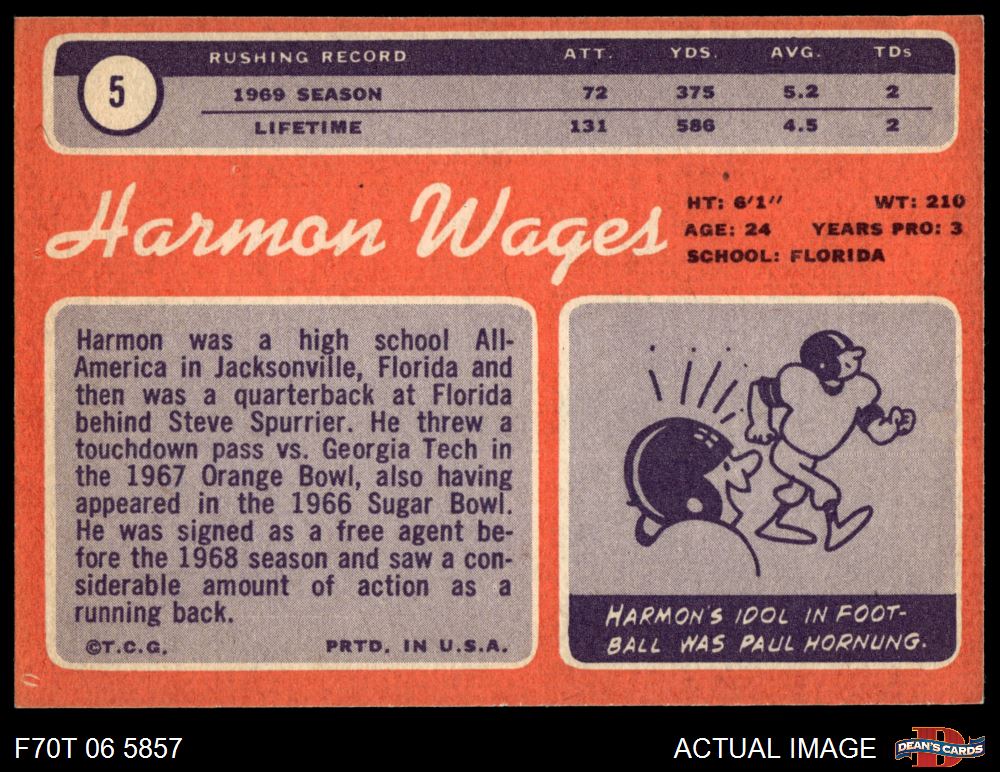 RUSHING RECORD ATT. YDS. AVG. TDs
5
1969 SEASON 72 375 5.2 2
LIFETIME 131 586 4.5 2
Harmon Wages
HT: 6'1" WT: 210
AGE: 24 YEARS PRO: 3
SCHOOL: FLORIDA
Harmon was a high school All-
America in Jacksonville, Florida and
then was a quarterback at Florida
behind Steve Spurrier. He threw a
touchdown pass vs. Georgia Tech in
the 1967 Orange Bowl, also having
appeared in the 1966 Sugar Bowl.
He was signed as a free agent be-
fore the 1968 season and saw a con-
siderable amount of action as a
running back.
©T.C.G. PRTD. IN U.S.A.
HARMON'S IDOL IN FOOT-
BALL WAS PAUL HORNUNG.
F70T 06 5857
ACTUAL IMAGE
D
DEAN'S CARDS